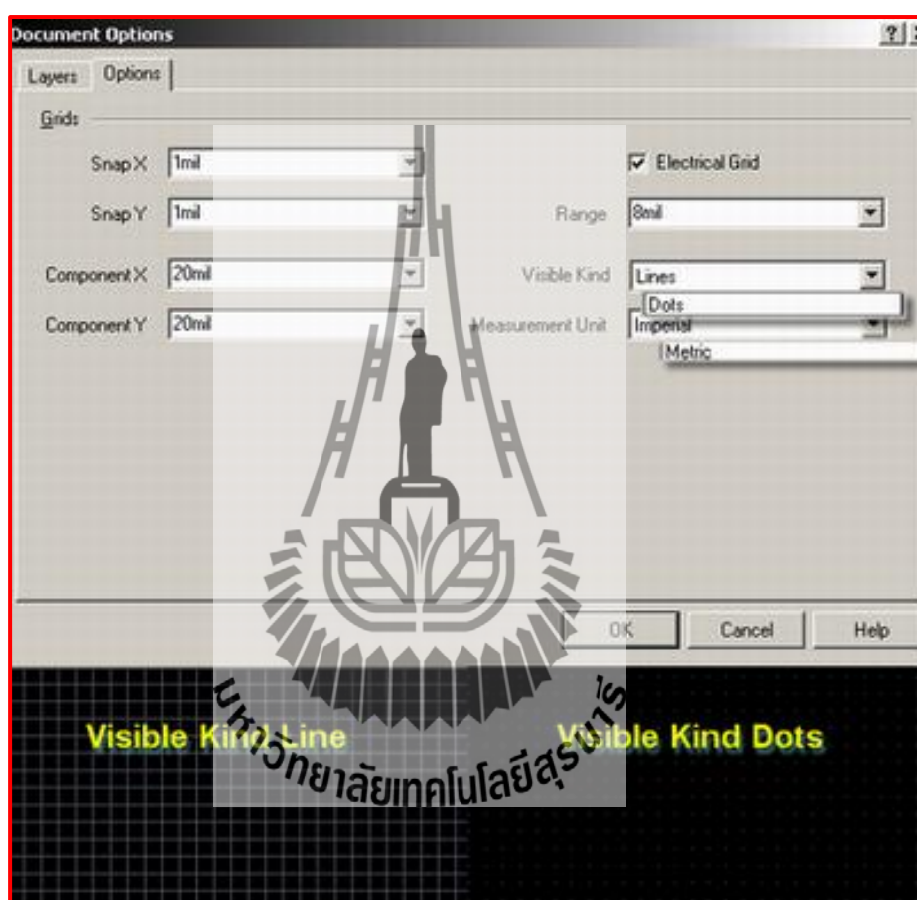 Document Options
Layers Options
Grids
Snap X 1mil Electrical Grid
Snap Y 1mil Range 8mil
Component X 20mil Visible Kind Lines
Dots
Component Y 20mil Measurement Unit Imperial
Metric
OK Cancel Help
Visible Kind Line Visible Kind Dots
มหาวิทยาลัยเทคโนโลยีสุรนารี